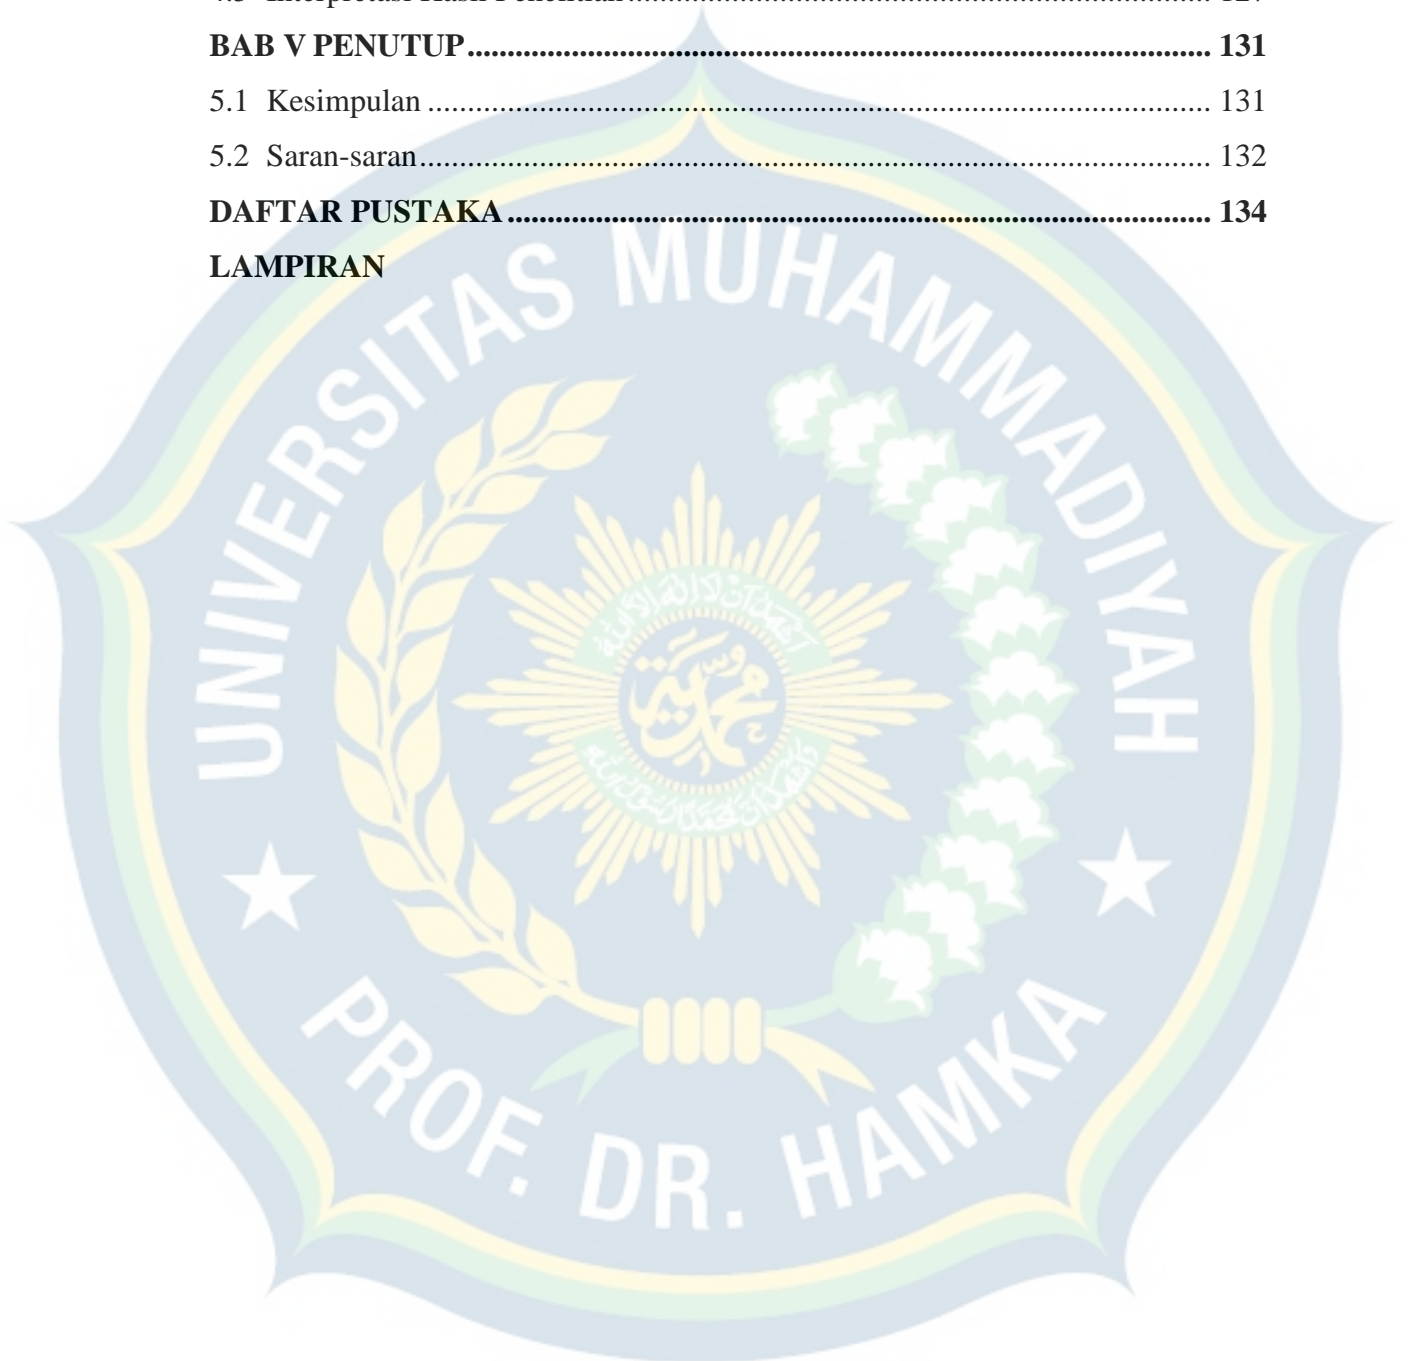 BAB V PENUTUP.......................................................................................... 131
5.1 Kesimpulan ................................................................................................ 131
5.2 Saran-saran................................................................................................. 132
DAFTAR PUSTAKA..................................................................................... 134
LAMPIRAN
UNIVERSITAS MUHAMMADIYAH
محمدية
PROF. DR. HAMKA